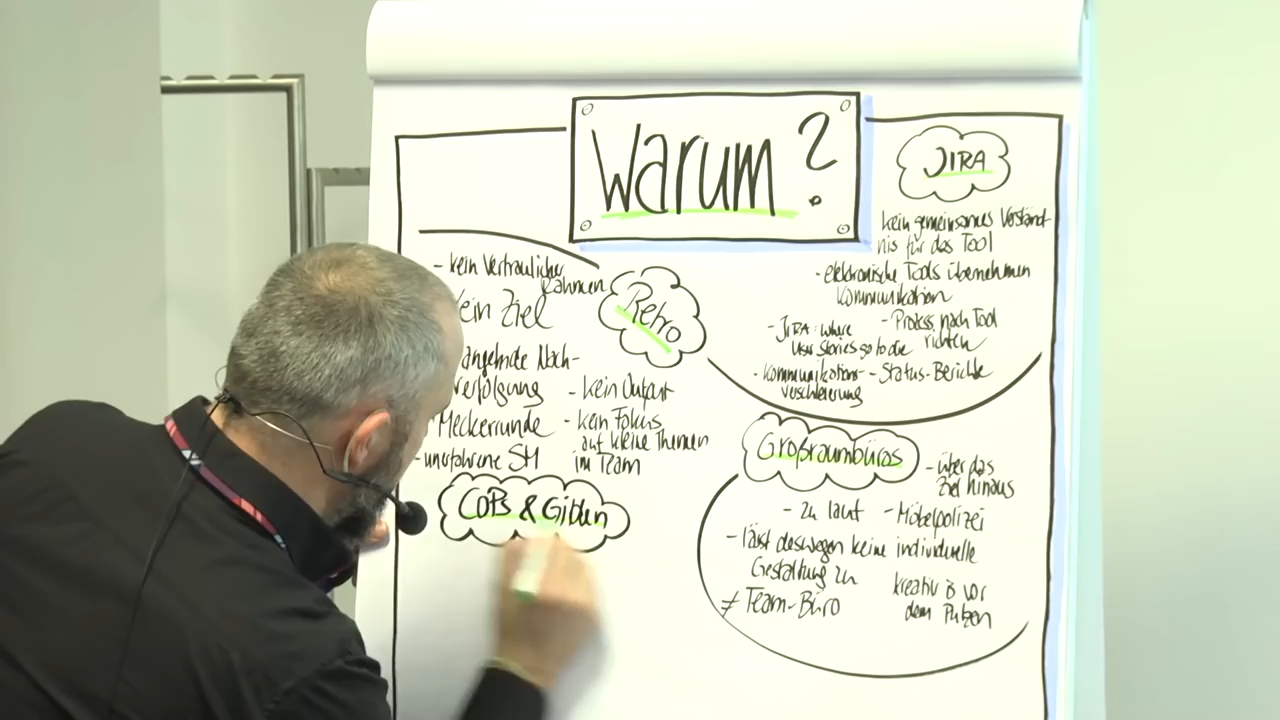 Warum?
JIRA
kein gemeinsames Verständ-
nis für das Tool
- elektronische Tools übernehmen
Kommunikation
- JIRA: where
User Stories go to die
- Prozess nach Tool
richten
- Kommunikations-
verschleierung
- Status-Berichte
Retro
- kein Vertraulicher
Rahmen
ein Ziel
angelnde Nach-
verfolgung
Meckerrunde
- unerfahrene SM
- kein Output
- kein Fokus
auf kleine Themen
im Team
Großraumbüros
- über das
Ziel hinaus
- zu laut
- Möbelpolizei
- lässt deswegen keine individuelle
Gestaltung zu
≠ Team-Büro
kreativ is vor
dem Putzen
COPs & Gilden